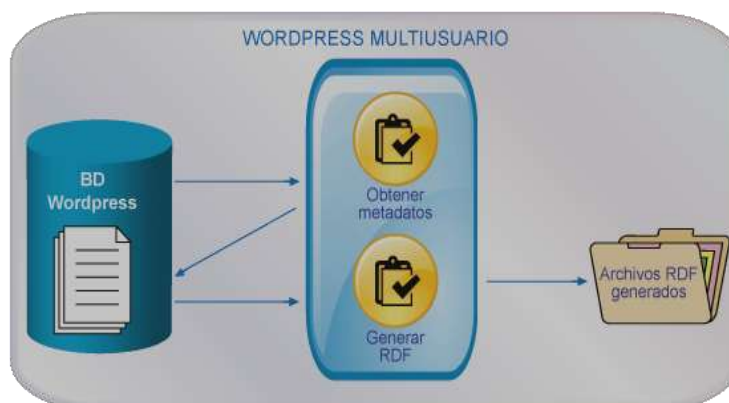 WORDPRESS MULTIUSUARIO
BD
Wordpress
Obtener
metadatos
Generar
RDF
Archivos RDF
generados